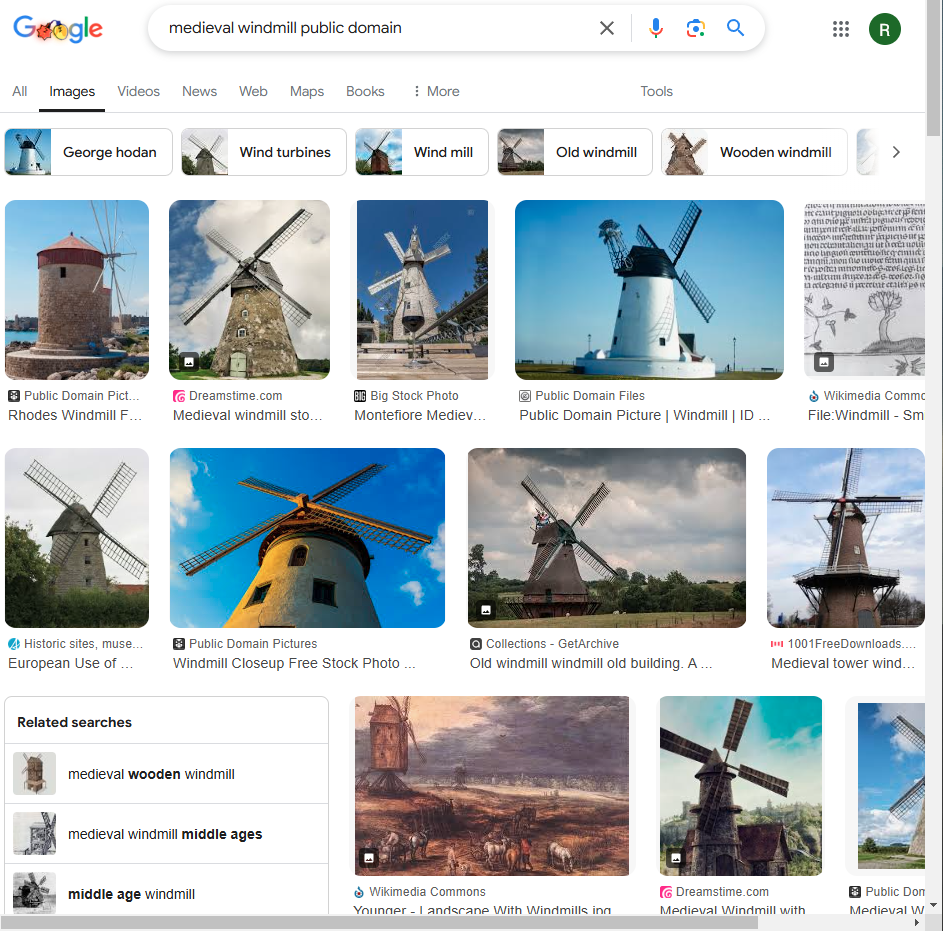 Google
medieval windmill public domain
R
All Images Videos News Web Maps Books More Tools
George hodan Wind turbines Wind mill Old windmill Wooden windmill
Public Domain Pict... Dreamstime.com Big Stock Photo Public Domain Files Wikimedia Commo
Rhodes Windmill F... Medieval windmill sto... Montefiore Mediev... Public Domain Picture | Windmill | ID ... File:Windmill - Sm
Historic sites, muse... Public Domain Pictures Collections - GetArchive 1001FreeDownloads....
European Use of ... Windmill Closeup Free Stock Photo ... Old windmill windmill old building. A ... Medieval tower wind...
Related searches
medieval wooden windmill
medieval windmill middle ages
middle age windmill
Wikimedia Commons Dreamstime.com Public Dom
Younger - Landscape With Windmills.jpg Medieval Windmill with Medieval W